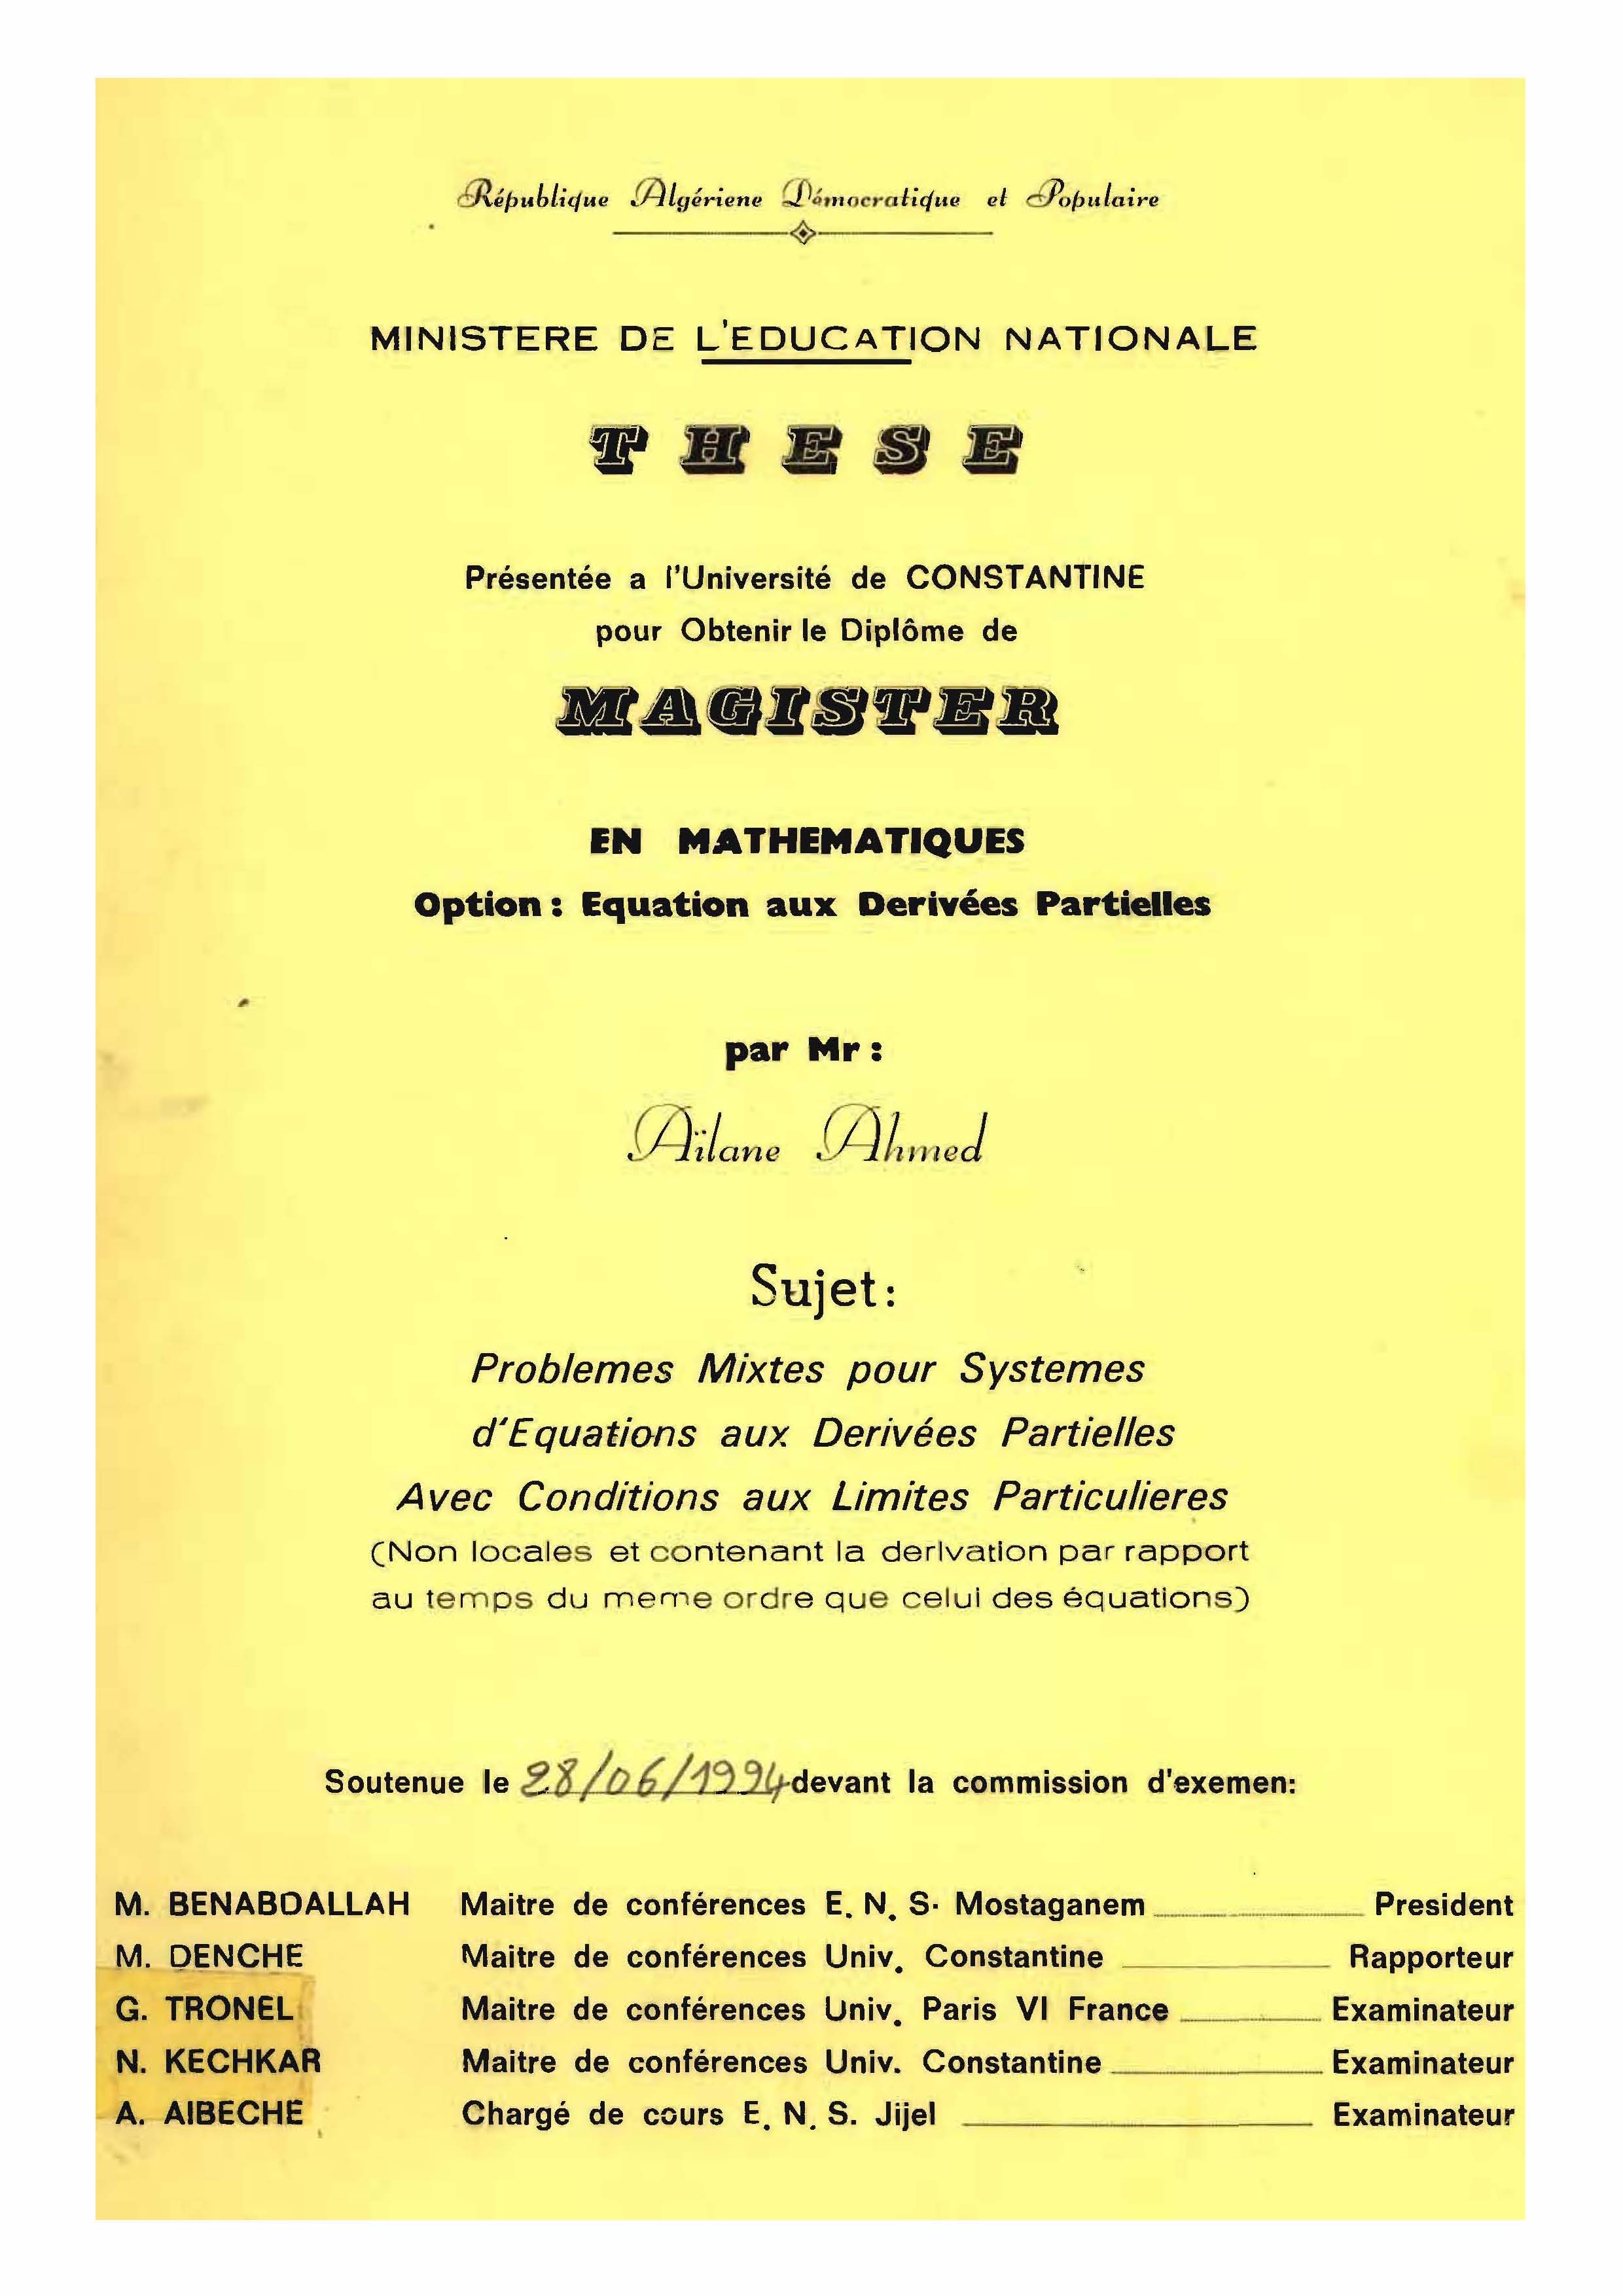 République Algériene Démocratique et Populaire
MINISTERE DE L'EDUCATION NATIONALE
THESE
Présentée a l'Université de CONSTANTINE
pour Obtenir le Diplôme de
MAGISTER
EN MATHEMATIQUES
Option : Equation aux Derivées Partielles
par Mr :
Aïlane Ahmed
Sujet :
Problemes Mixtes pour Systemes
d'Equations aux Derivées Partielles
Avec Conditions aux Limites Particulieres
(Non locales et contenant la derivation par rapport
au temps du meme ordre que celui des équations)
Soutenue le 28/06/1994 devant la commission d'exemen:
M. BENABDALLAH Maitre de conférences E. N. S. Mostaganem President
M. DENCHE Maitre de conférences Univ. Constantine Rapporteur
G. TRONEL Maitre de conférences Univ. Paris VI France Examinateur
N. KECHKAR Maitre de conférences Univ. Constantine Examinateur
A. AIBECHE Chargé de cours E. N. S. Jijel Examinateur